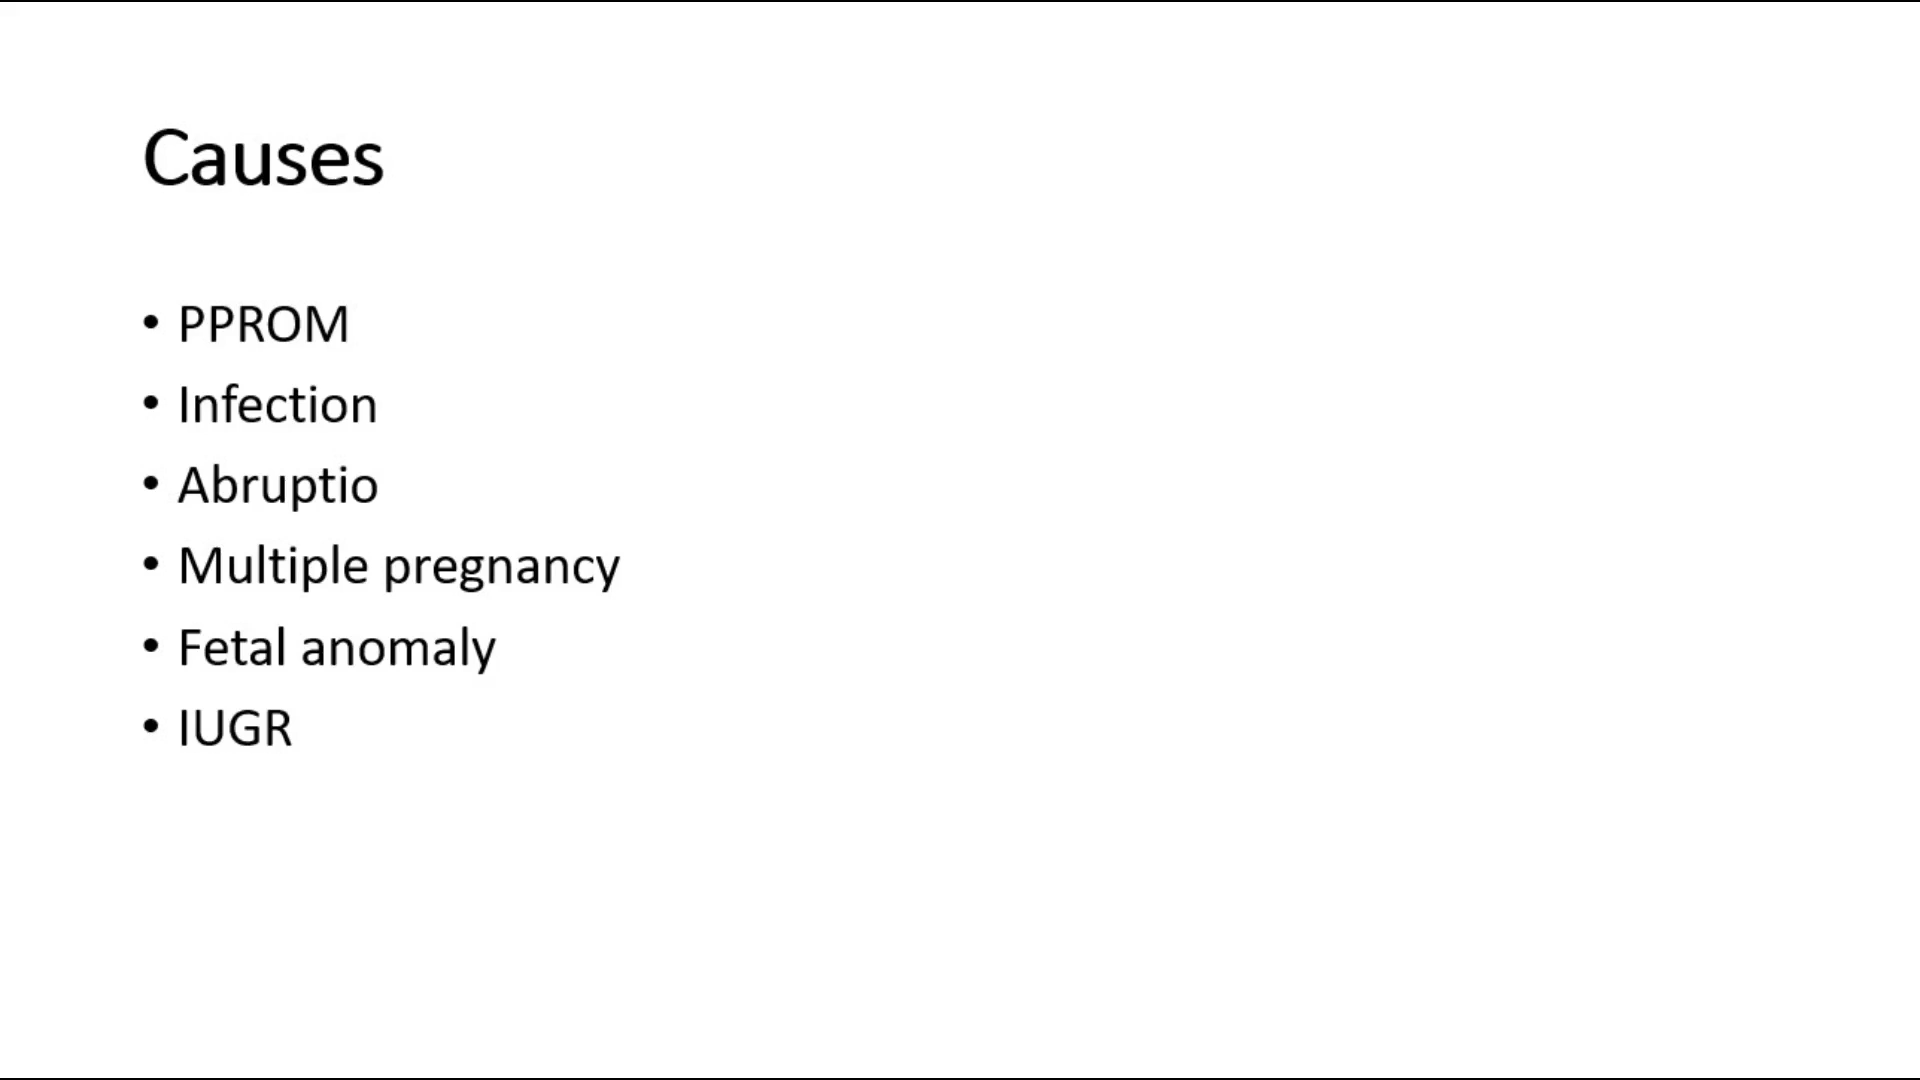 Causes
• PPROM
• Infection
• Abruptio
• Multiple pregnancy
• Fetal anomaly
• IUGR